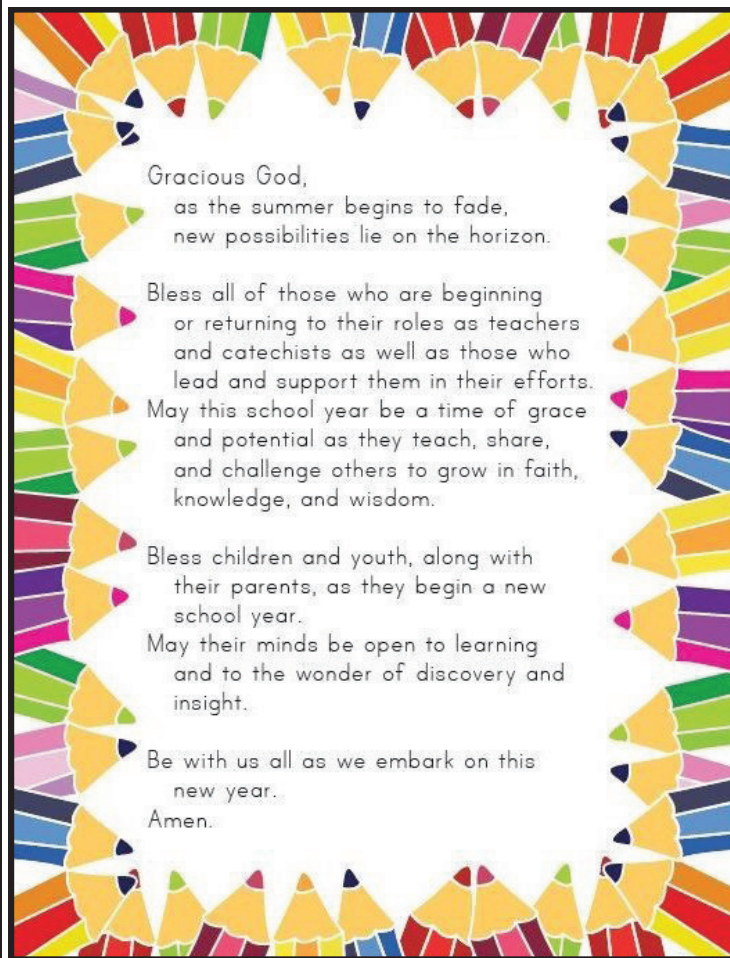 Gracious God,
as the summer begins to fade,
new possibilities lie on the horizon.
Bless all of those who are beginning
or returning to their roles as teachers
and catechists as well as those who
lead and support them in their efforts.
May this school year be a time of grace
and potential as they teach, share,
and challenge others to grow in faith,
knowledge, and wisdom.
Bless children and youth, along with
their parents, as they begin a new
school year.
May their minds be open to learning
and to the wonder of discovery and
insight.
Be with us all as we embark on this
new year.
Amen.